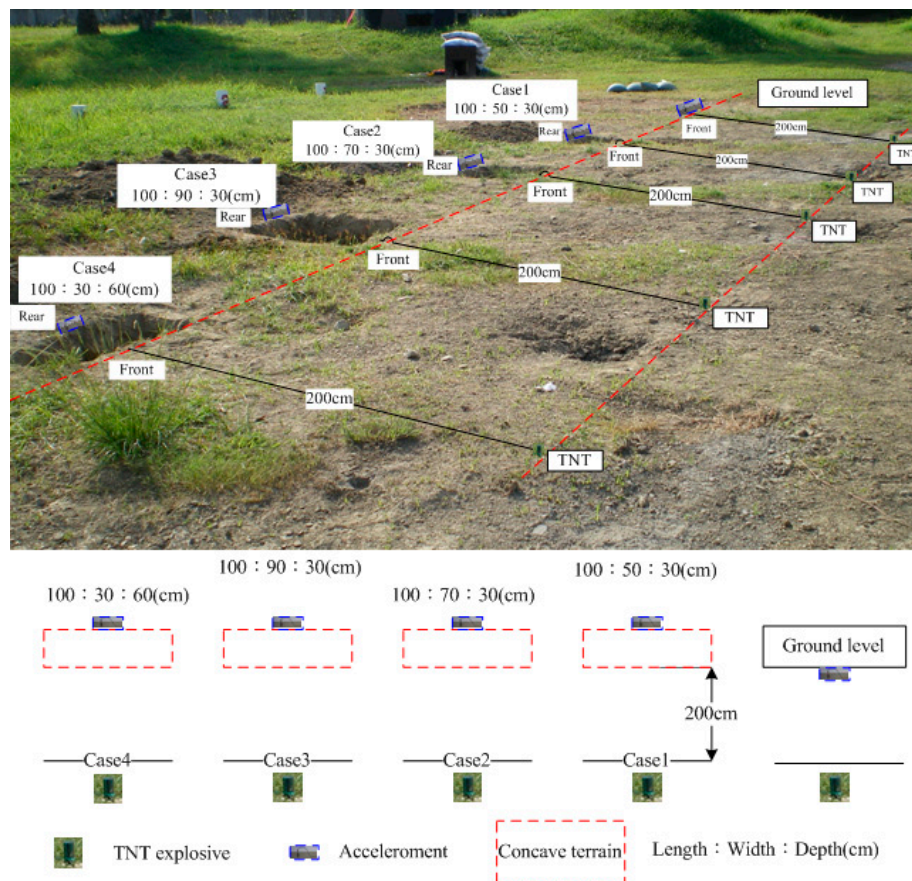 Case1
100：50：30(cm)
Ground level
Rear
Front
200cm
TNT
Case2
100：70：30(cm)
Rear
Front
200cm
TNT
Case3
100：90：30(cm)
Rear
Front
200cm
TNT
Case4
100：30：60(cm)
Rear
Front
200cm
TNT
Front
200cm
TNT
100：30：60(cm)
100：90：30(cm)
100：70：30(cm)
100：50：30(cm)
Ground level
200cm
Case4
Case3
Case2
Case1
TNT explosive
Acceleroment
Concave terrain
Length：Width：Depth(cm)